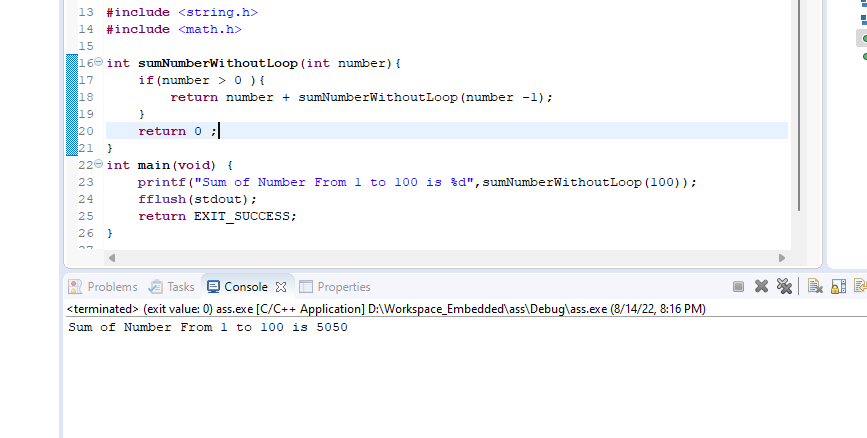 13 #include <string.h>
14 #include <math.h>
15
16 int sumNumberWithoutLoop(int number){
17     if(number > 0 ){
18         return number + sumNumberWithoutLoop(number -1);
19     }
20     return 0 ;
21 }
22 int main(void) {
23     printf("Sum of Number From 1 to 100 is %d",sumNumberWithoutLoop(100));
24     fflush(stdout);
25     return EXIT_SUCCESS;
26 }
27
Problems Tasks Console Properties
<terminated> (exit value: 0) ass.exe [C/C++ Application] D:\Workspace_Embedded\ass\Debug\ass.exe (8/14/22, 8:16 PM)
Sum of Number From 1 to 100 is 5050